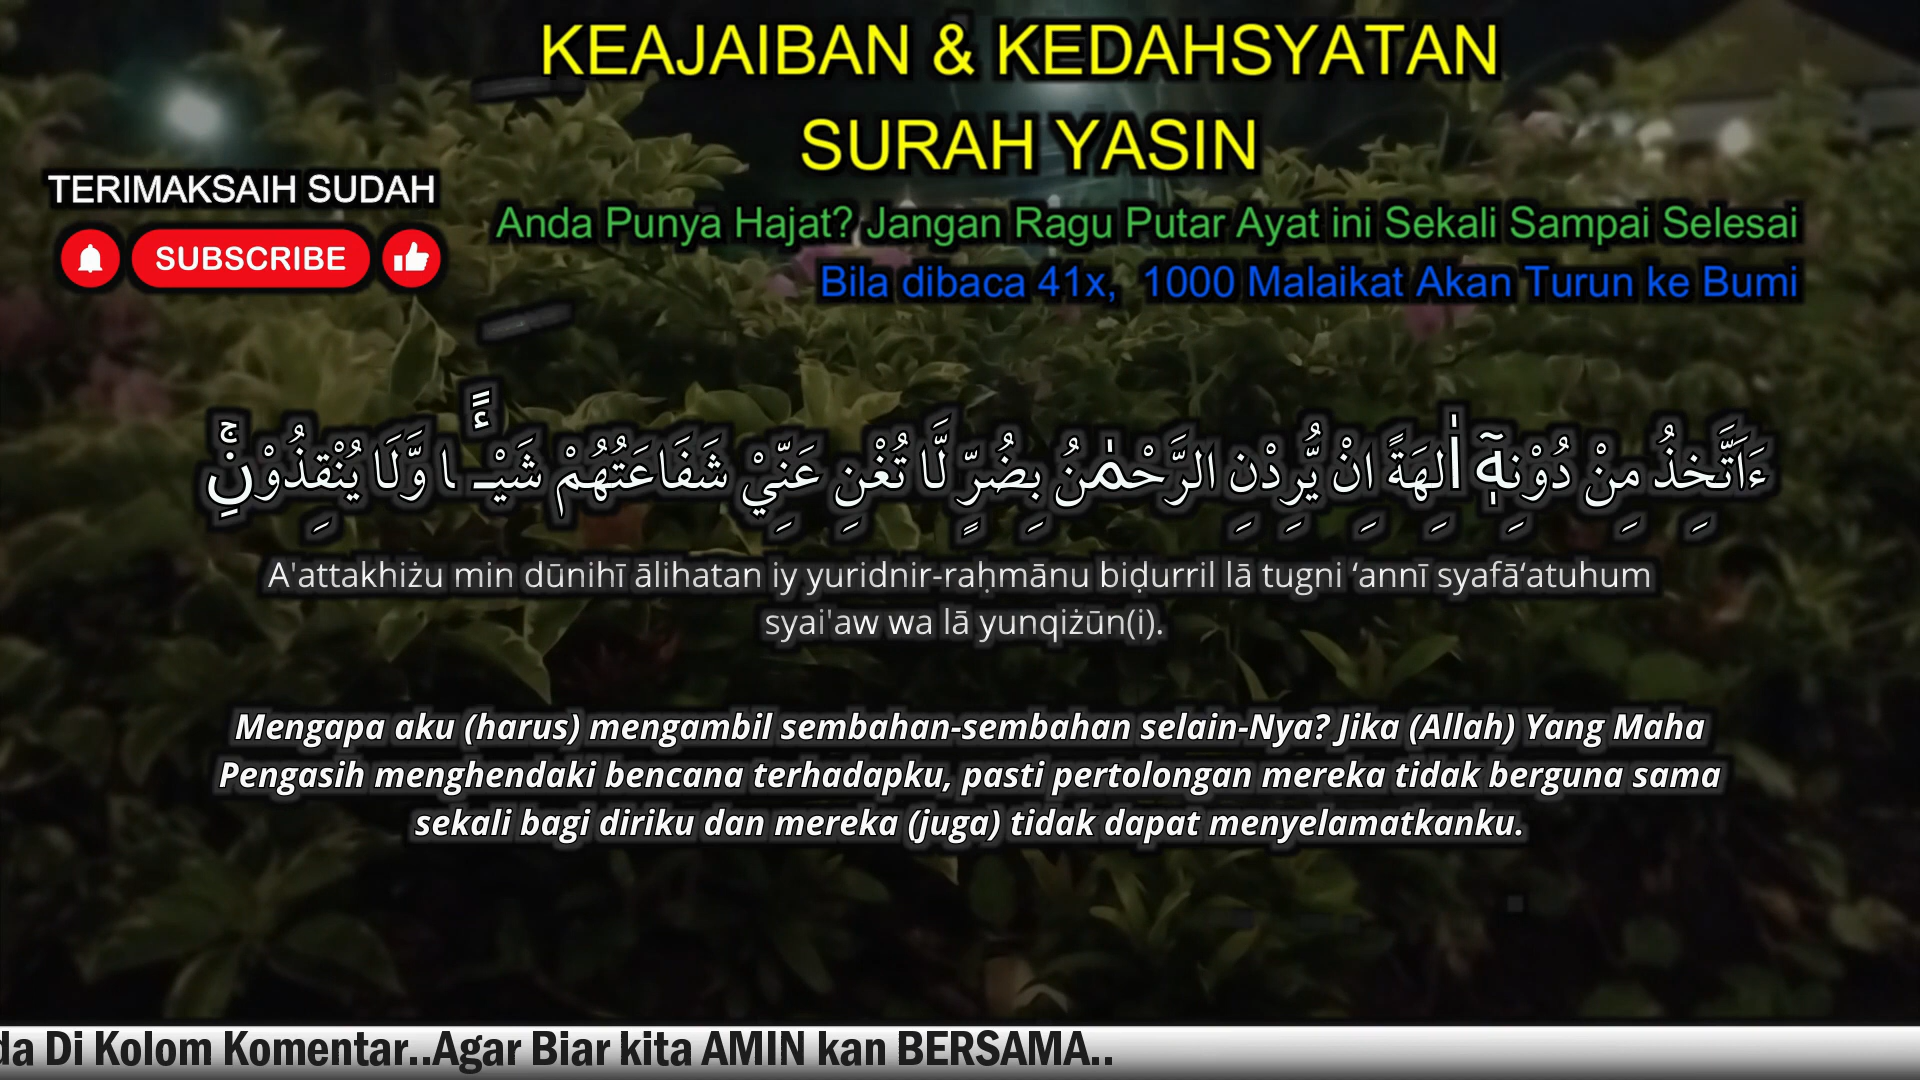 KEAJAIBAN & KEDAHSYATAN
SURAH YASIN
TERIMAKSAIH SUDAH
SUBSCRIBE
Anda Punya Hajat? Jangan Ragu Putar Ayat ini Sekali Sampai Selesai
Bila dibaca 41x, 1000 Malaikat Akan Turun ke Bumi
ءَاَتَّخِذُ مِنْ دُوْنِهٖٓ اٰلِهَةً اِنْ يُّرِدْنِ الرَّحْمٰنُ بِضُرٍّ لَّا تُغْنِ عَنِّيْ شَفَاعَتُهُمْ شَيْـًٔا وَّلَا يُنْقِذُوْنِۚ
A'attakhiżu min dūnihī ālihatan iy yuridnir-raḥmānu biḍurril lā tugni ‘annī syafā‘atuhum
syai'aw wa lā yunqiżūn(i).
Mengapa aku (harus) mengambil sembahan-sembahan selain-Nya? Jika (Allah) Yang Maha
Pengasih menghendaki bencana terhadapku, pasti pertolongan mereka tidak berguna sama
sekali bagi diriku dan mereka (juga) tidak dapat menyelamatkanku.
da Di Kolom Komentar..Agar Biar kita AMIN kan BERSAMA..